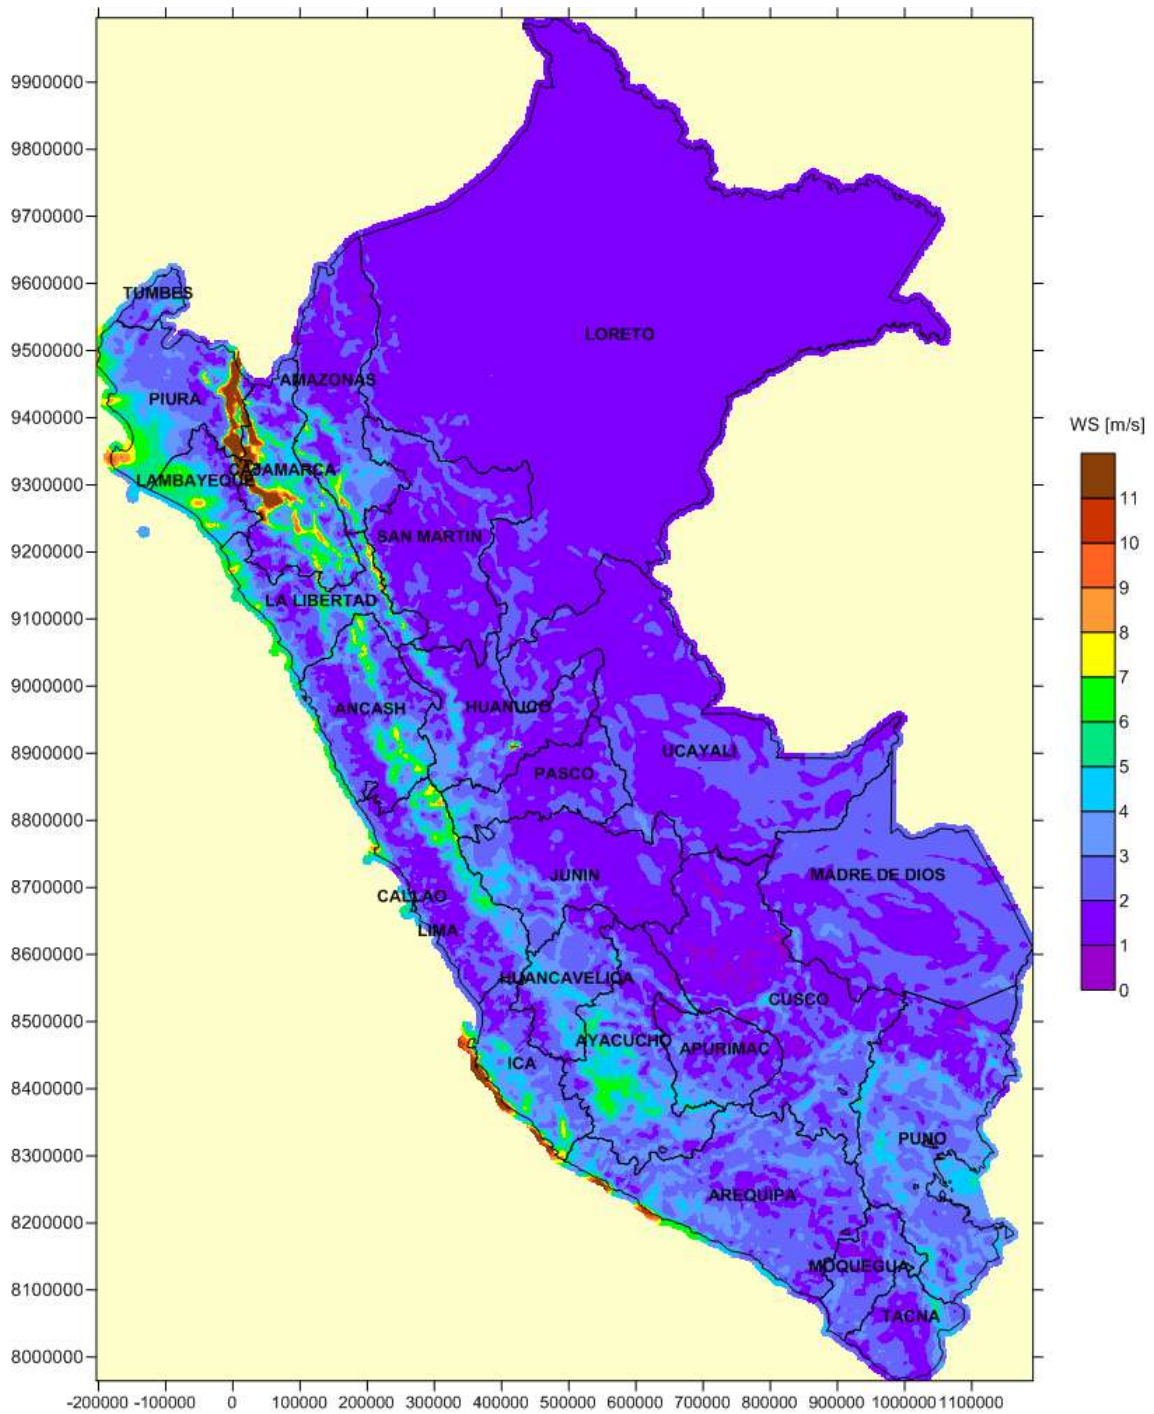 9900000
9800000
9700000
9600000
TUMBES
9500000
LORETO
AMAZONAS
9400000
PIURA
WS [m/s]
CAJAMARCA
LAMBAYEQUE
9300000
11
10
SAN MARTIN
9200000
9
8
LA LIBERTAD
9100000
7
9000000
6
ANCASH
HUANUCO
5
8900000
UCAYALI
PASCO
4
8800000
3
JUNIN
MADRE DE DIOS
2
8700000
CALLAO
LIMA
1
8600000
HUANCAVELICA
0
CUSCO
8500000
AYACUCHO
APURIMAC
ICA
8400000
PUNO
8300000
AREQUIPA
8200000
MOQUEGUA
8100000
TACNA
8000000
-200000 -100000 0 100000 200000 300000 400000 500000 600000 700000 800000 900000 1000000 1100000